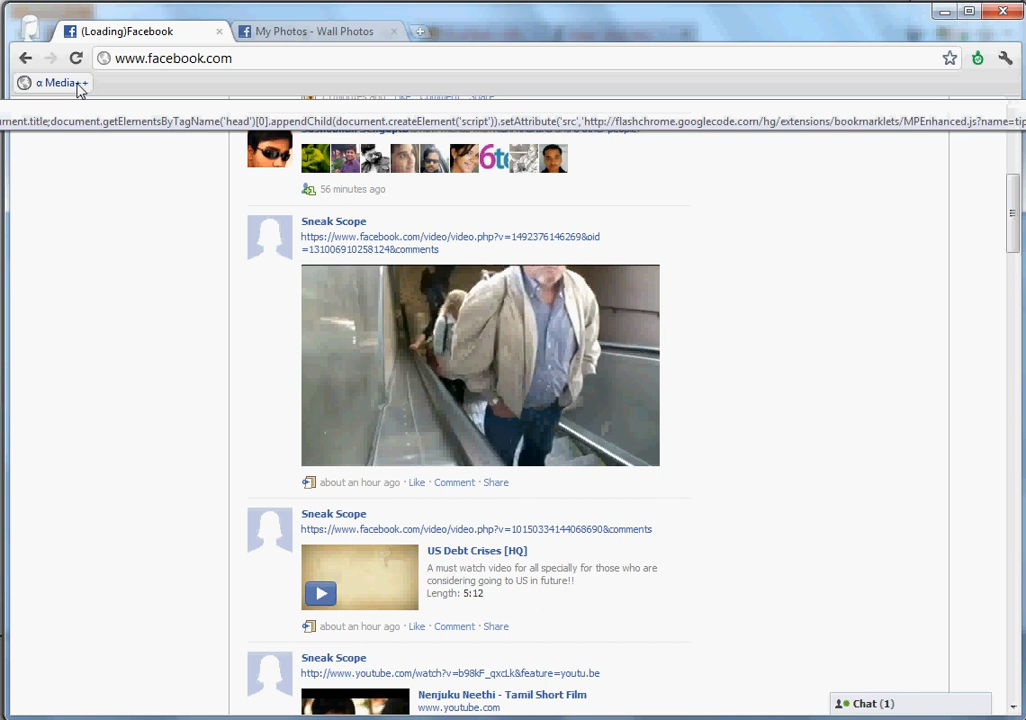 (Loading)Facebook
My Photos - Wall Photos
www.facebook.com
α Media++
ument.title;document.getElementsByTagName('head')[0].appendChild(document.createElement('script')).setAttribute('src','http://flashchrome.googlecode.com/hg/extensions/bookmarklets/MPEnhanced.js?name=tip
6t
56 minutes ago
Sneak Scope
https://www.facebook.com/video/video.php?v=1492376146269&oid
=131006910258124&comments
about an hour ago · Like · Comment · Share
Sneak Scope
https://www.facebook.com/video/video.php?v=10150334144068690&comments
US Debt Crises [HQ]
A must watch video for all specially for those who are
considering going to US in future!!
Length: 5:12
about an hour ago · Like · Comment · Share
Sneak Scope
http://www.youtube.com/watch?v=b98kF_qxcLk&feature=youtu.be
Nenjuku Neethi - Tamil Short Film
www.youtube.com
Chat (1)